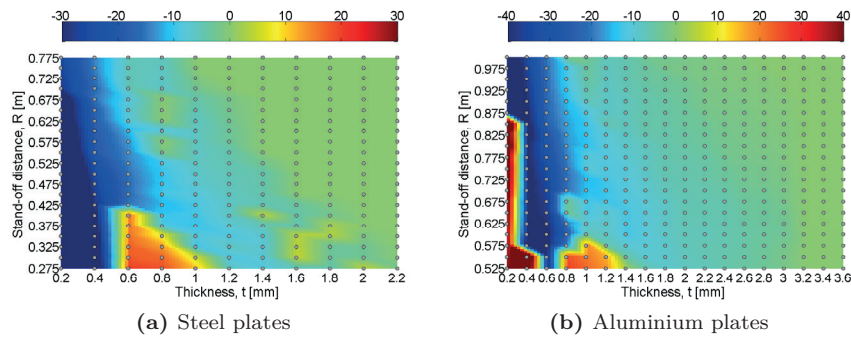 -30 -20 -10 0 10 20 30
0.775
0.725
0.675
0.625
0.575
0.525
0.475
0.425
0.375
0.325
0.275
Stand-off distance, R [m]
0.2 0.4 0.6 0.8 1 1.2 1.4 1.6 1.8 2 2.2
Thickness, t [mm]
(a) Steel plates
-40 -30 -20 -10 0 10 20 30 40
0.975
0.925
0.875
0.825
0.775
0.725
0.675
0.625
0.575
0.525
Stand-off distance, R [m]
0.2 0.4 0.6 0.8 1 1.2 1.4 1.6 1.8 2 2.2 2.4 2.6 2.8 3 3.2 3.4 3.6
Thickness, t [mm]
(b) Aluminium plates